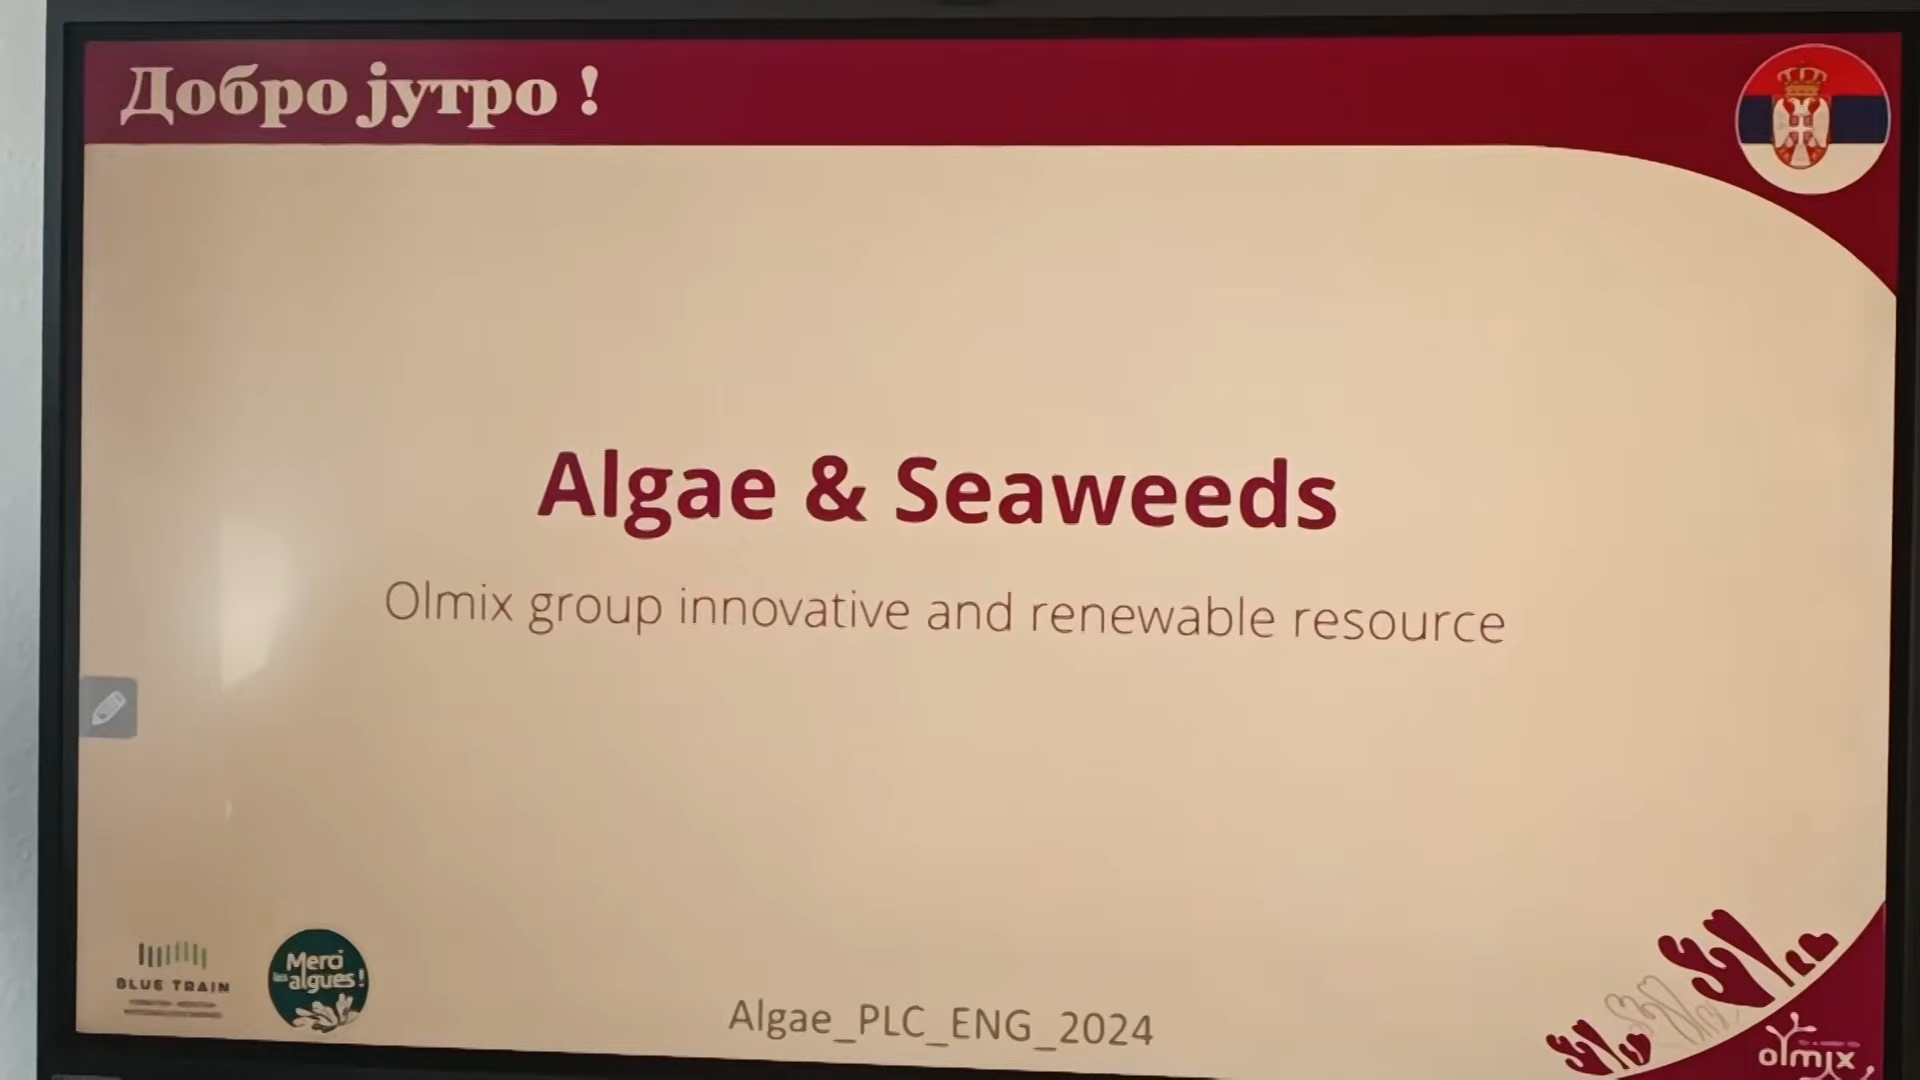 Добро јутро !
Algae & Seaweeds
Olmix group innovative and renewable resource
BLUE TRAIN
Merci
les algues !
Algae_PLC_ENG_2024
olmix